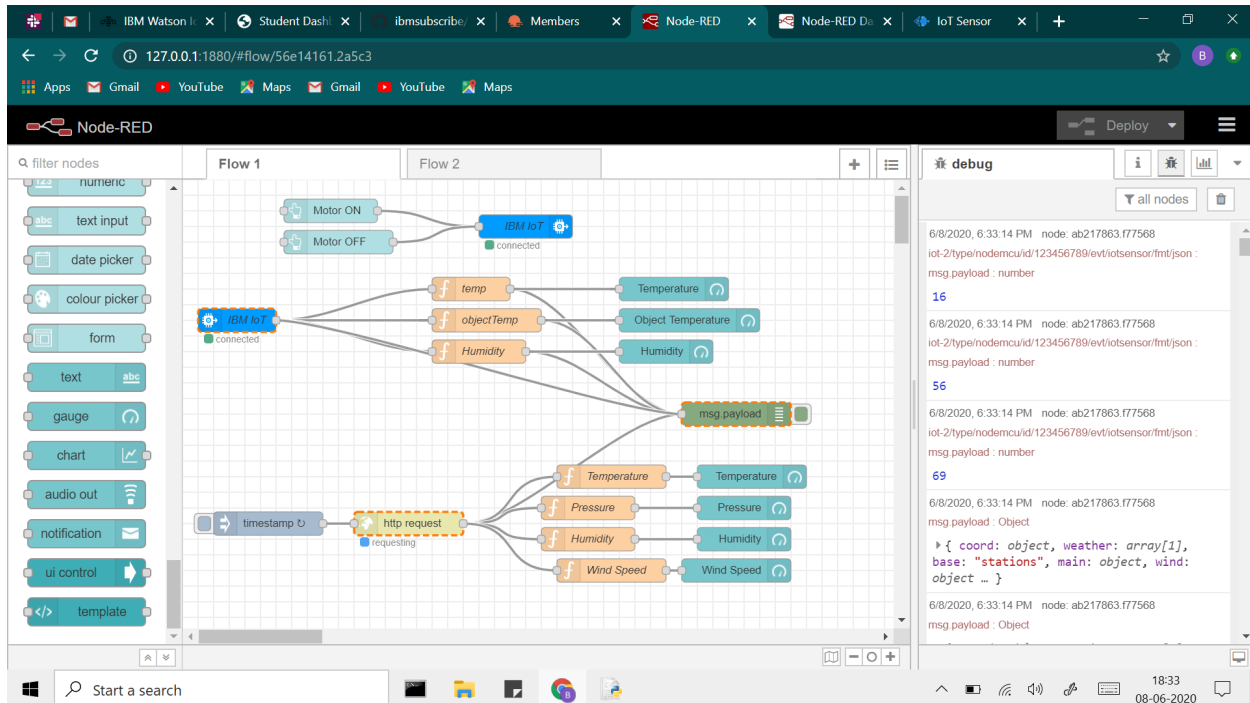 IBM Watson Io
Student Dashb
ibmsubscribe/
Members
Node-RED
Node-RED Da
IoT Sensor
127.0.0.1:1880/#flow/56e14161.2a5c3
B
Apps Gmail YouTube Maps Gmail YouTube Maps
Node-RED
Deploy
filter nodes
Flow 1
Flow 2
debug
i
all nodes
123 numeric
abc text input
date picker
colour picker
form
text abc
gauge
chart
audio out
notification
ui control
</> template
Motor ON
Motor OFF
IBM IoT
connected
temp
Temperature
IBM IoT
connected
objectTemp
Object Temperature
Humidity
Humidity
msg.payload
Temperature
Temperature
timestamp ↻
http request
requesting
Pressure
Pressure
Humidity
Humidity
Wind Speed
Wind Speed
6/8/2020, 6:33:14 PM node: ab217863.f77568
iot-2/type/nodemcu/id/123456789/evt/iotsensor/fmt/json :
msg.payload : number
16
6/8/2020, 6:33:14 PM node: ab217863.f77568
iot-2/type/nodemcu/id/123456789/evt/iotsensor/fmt/json :
msg.payload : number
56
6/8/2020, 6:33:14 PM node: ab217863.f77568
iot-2/type/nodemcu/id/123456789/evt/iotsensor/fmt/json :
msg.payload : number
69
6/8/2020, 6:33:14 PM node: ab217863.f77568
msg.payload : Object
{ coord: object, weather: array[1],
base: "stations", main: object, wind:
object … }
6/8/2020, 6:33:14 PM node: ab217863.f77568
msg.payload : Object
Start a search
B
18:33
08-06-2020